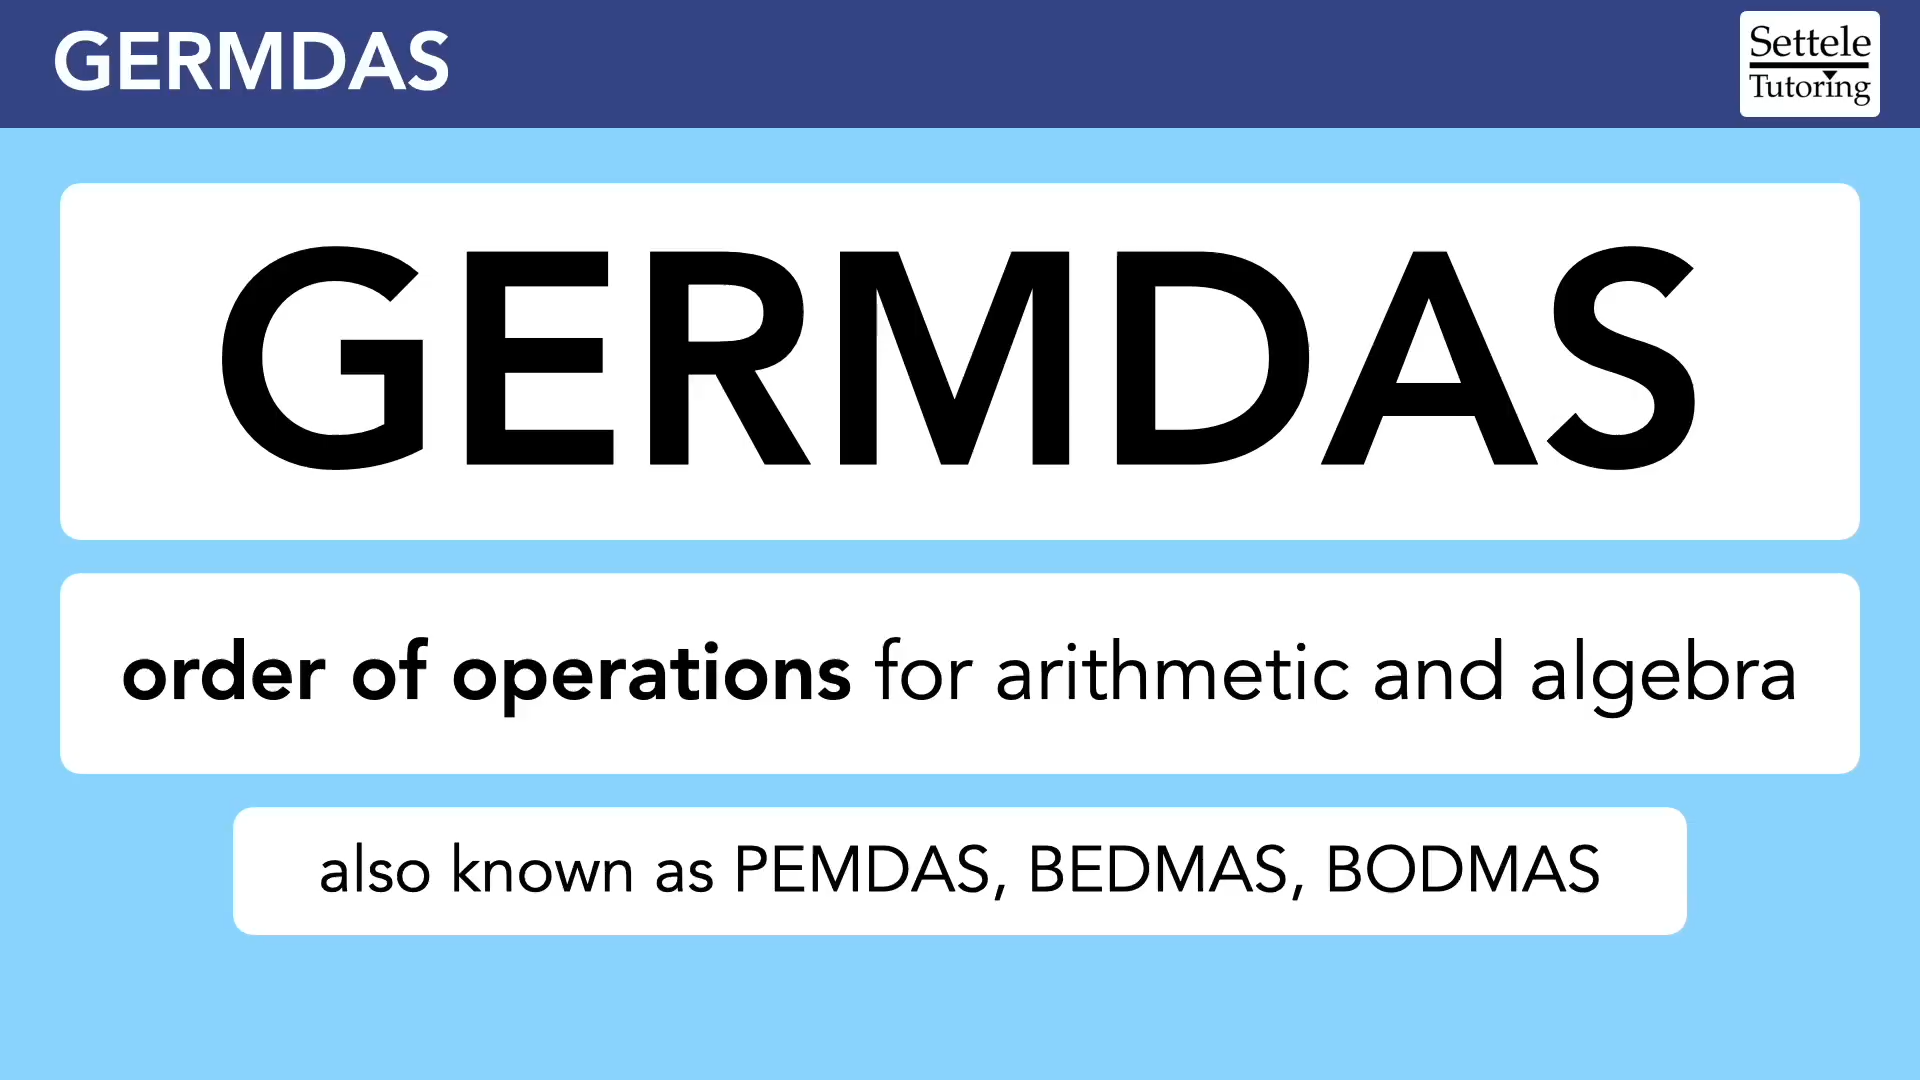 GERMDAS
Settele
Tutoring
GERMDAS
order of operations for arithmetic and algebra
also known as PEMDAS, BEDMAS, BODMAS